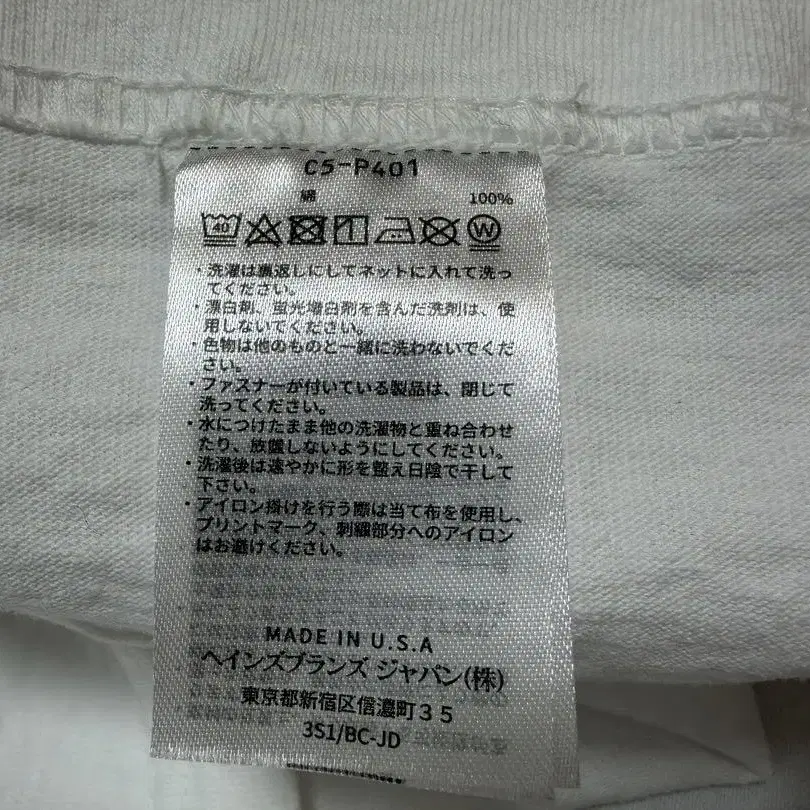 C5-P401
綿 100%
40 W
・洗濯は裏返しにしてネットに入れて洗っ
てください。
・漂白剤、蛍光増白剤を含んだ洗剤は、使
用しないでください。
・色物は他のものと一緒に洗わないでくだ
さい。
・ファスナーが付いている製品は、閉じて
洗ってください。
・水につけたまま他の洗濯物と重ね合わせ
たり、放置しないようにしてください。
・洗濯後は速やかに形を整え日陰で干して
下さい。
・アイロン掛けを行う際は当て布を使用し、
プリントマーク、刺繍部分へのアイロン
はお避けください。
MADE IN U.S.A
ヘインズブランズ ジャパン(株)
東京都新宿区信濃町35
3S1/BC-JD